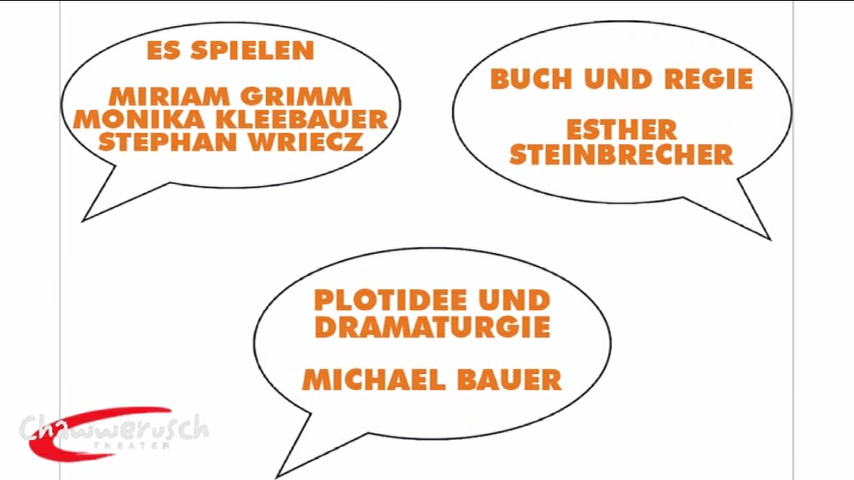 ES SPIELEN
MIRIAM GRIMM
MONIKA KLEEBAUER
STEPHAN WRIECZ
BUCH UND REGIE
ESTHER
STEINBRECHER
PLOTIDEE UND
DRAMATURGIE
MICHAEL BAUER
Chawwerusch
THEATER